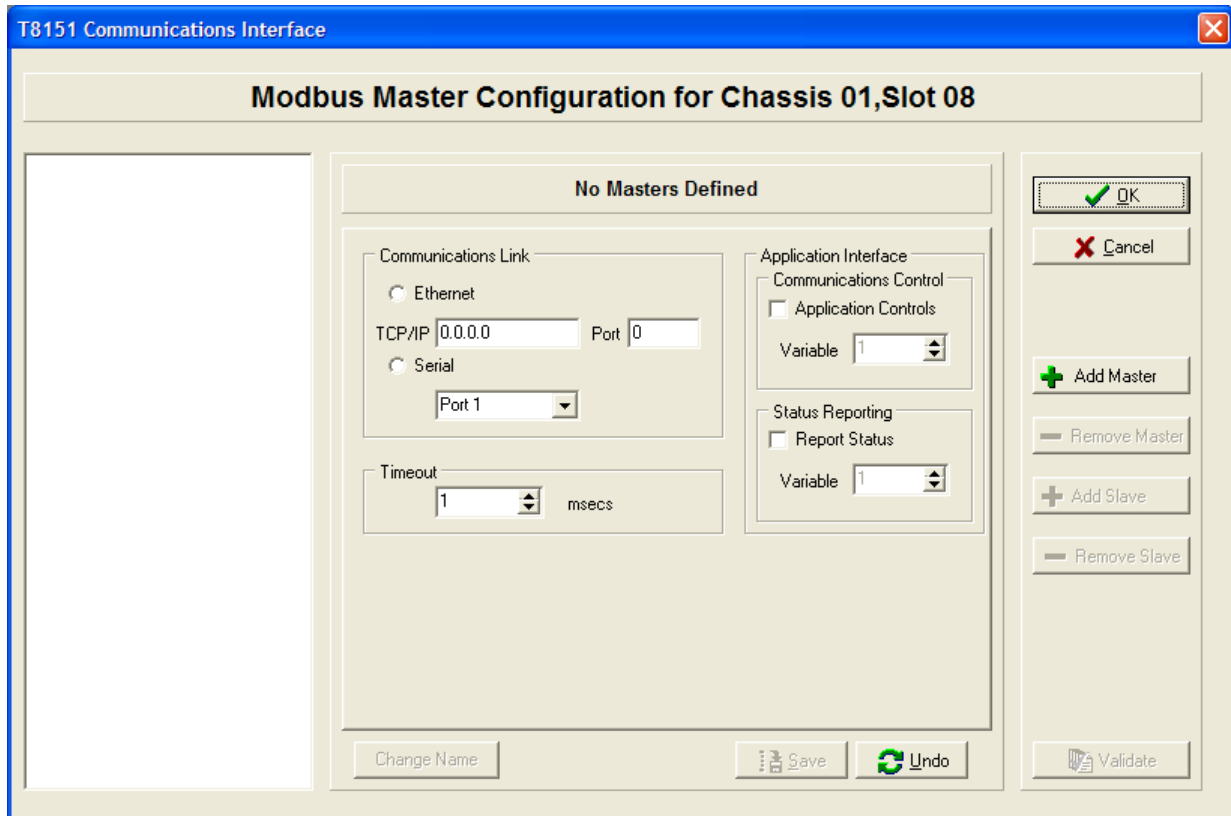 T8151 Communications Interface
Modbus Master Configuration for Chassis 01,Slot 08
No Masters Defined
Communications Link
Ethernet
TCP/IP 0.0.0.0 Port 0
Serial
Port 1
Timeout
1 msecs
Application Interface
Communications Control
Application Controls
Variable 1
Status Reporting
Report Status
Variable 1
Change Name
Save
Undo
OK
Cancel
Add Master
Remove Master
Add Slave
Remove Slave
Validate